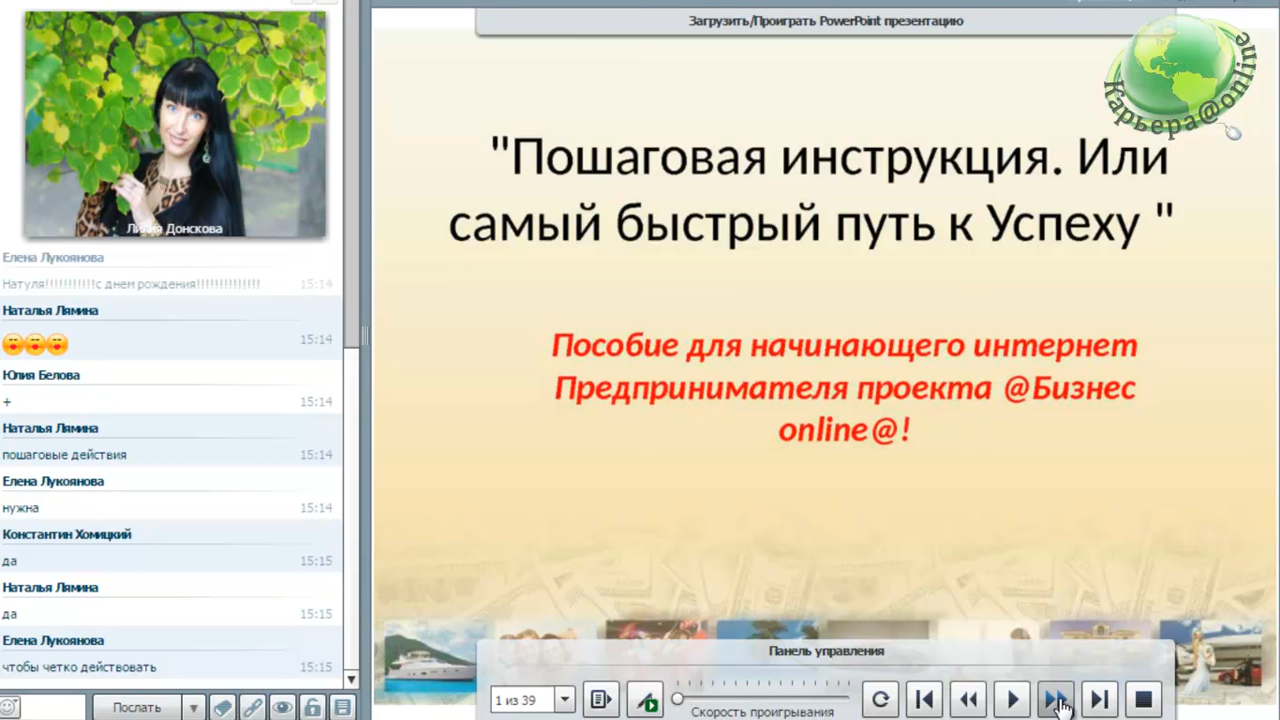 Лилия Донскова
Елена Лукоянова
Натуля!!!!!!!!!!!с днем рождения!!!!!!!!!!!!!! 15:14
Наталья Лямина
15:14
Юлия Белова
+ 15:14
Наталья Лямина
пошаговые действия 15:14
Елена Лукоянова
нужна 15:14
Константин Хомицкий
да 15:15
Наталья Лямина
да 15:15
Елена Лукоянова
чтобы четко действовать 15:15
Послать
Загрузить/Проиграть PowerPoint презентацию
Карьера@online
"Пошаговая инструкция. Или
самый быстрый путь к Успеху "
Пособие для начинающего интернет
Предпринимателя проекта @Бизнес
online@!
Панель управления
1 из 39
Скорость проигрывания